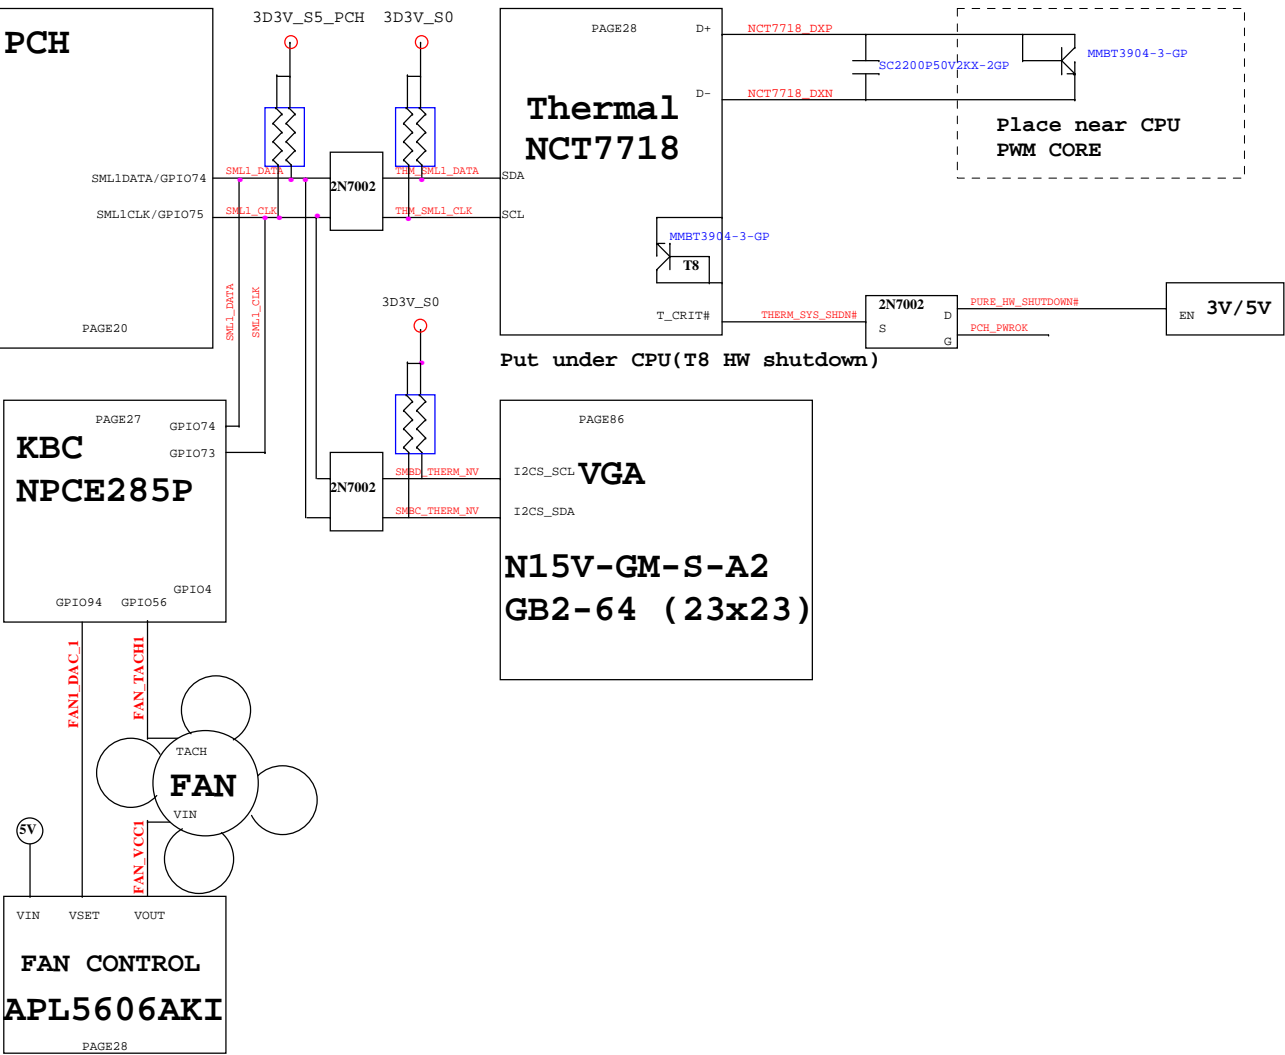 3D3V_S5_PCH
3D3V_S0
PCH
SML1DATA/GPIO74
SML1CLK/GPIO75
PAGE20
SML1_DATA
SML1_CLK
2N7002
THM_SML1_DATA
THM_SML1_CLK
SML1_DATA
SML1_CLK
PAGE28
Thermal
NCT7718
D+
D-
SDA
SCL
MMBT3904-3-GP
T8
T_CRIT#
NCT7718_DXP
NCT7718_DXN
SC2200P50V2KX-2GP
MMBT3904-3-GP
Place near CPU
PWM CORE
THERM_SYS_SHDN#
2N7002
S
D
G
PURE_HW_SHUTDOWN#
PCH_PWROK
EN
3V/5V
Put under CPU(T8 HW shutdown)
3D3V_S0
PAGE27
KBC
NPCE285P
GPIO74
GPIO73
GPIO4
GPIO94
GPIO56
2N7002
SMBD_THERM_NV
SMBC_THERM_NV
PAGE86
I2CS_SCL
VGA
I2CS_SDA
N15V-GM-S-A2
GB2-64 (23x23)
FAN1_DAC_1
FAN_TACH1
TACH
FAN
VIN
FAN_VCC1
5V
VIN
VSET
VOUT
FAN CONTROL
APL5606AKI
PAGE28